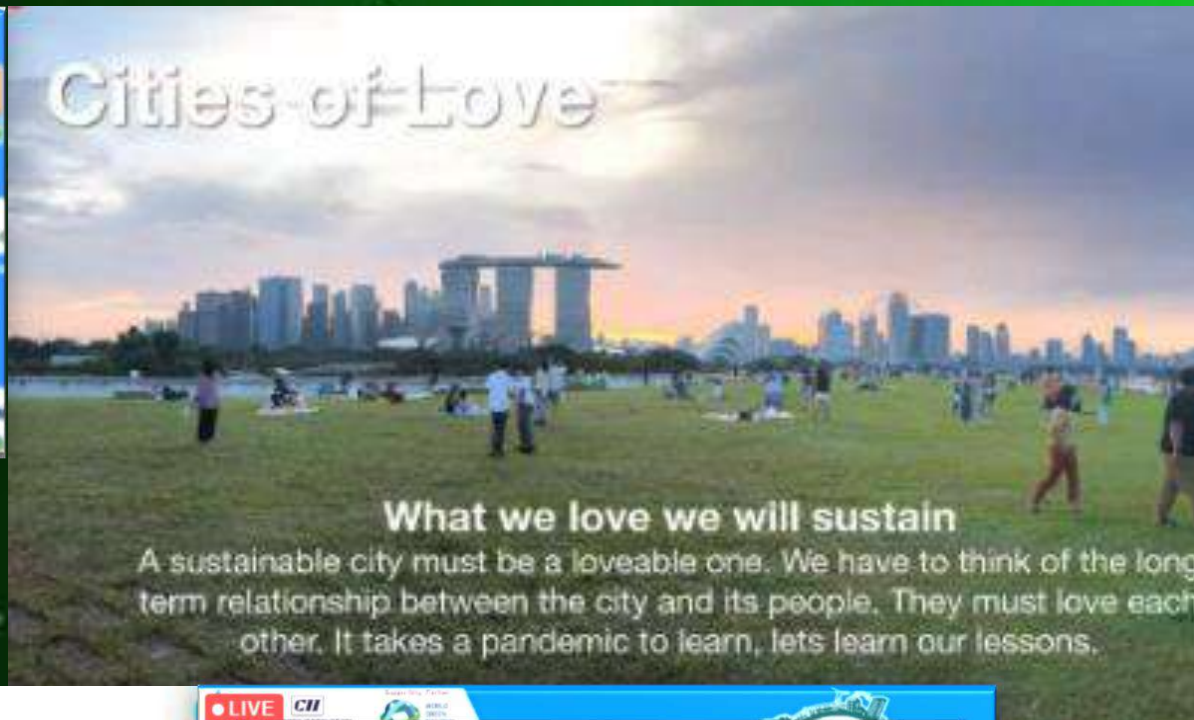 Cities of Love
What we love we will sustain
A sustainable city must be a loveable one. We have to think of the long
term relationship between the city and its people. They must love each
other. It takes a pandemic to learn, lets learn our lessons.
LIVE CII